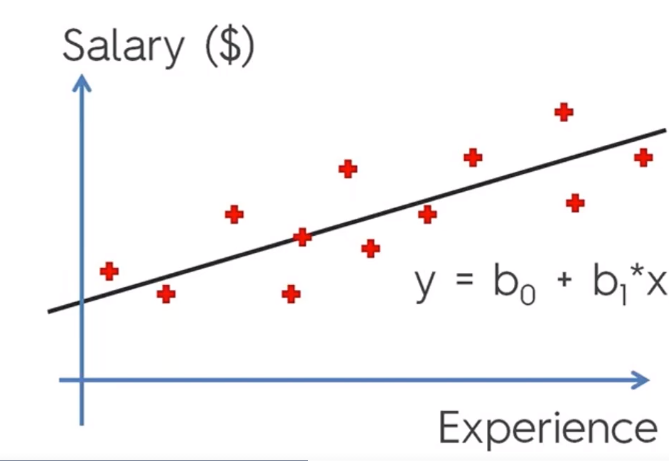 Salary ($)
y = b₀ + b₁*x
Experience